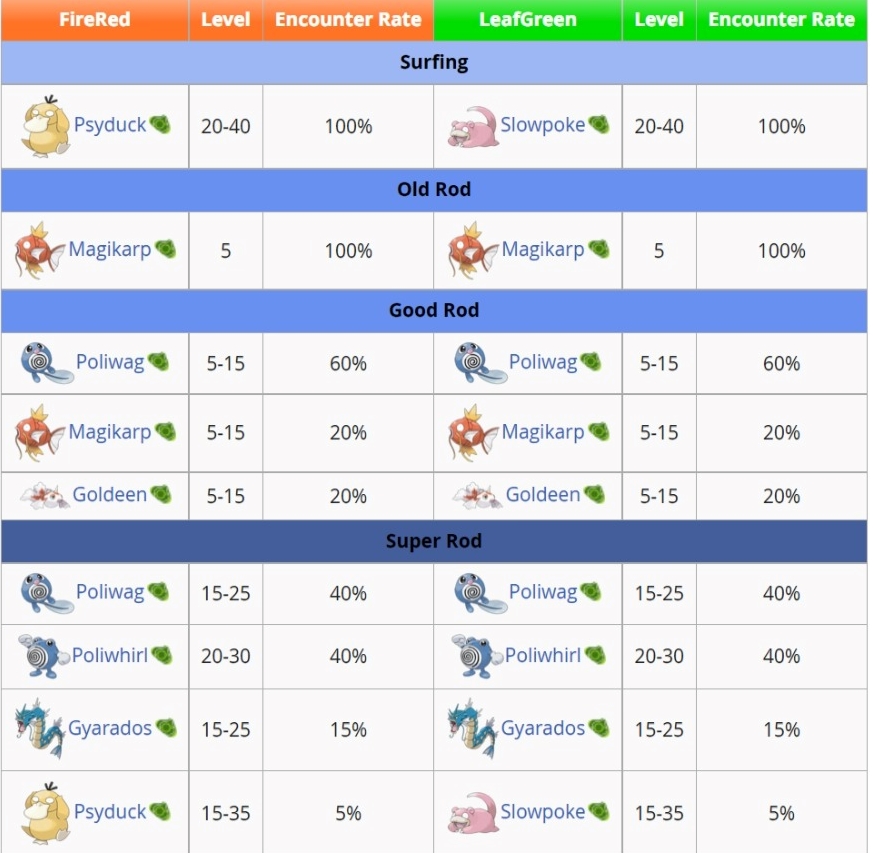 FireRed Level Encounter Rate LeafGreen Level Encounter Rate
Surfing
Psyduck 20-40 100% Slowpoke 20-40 100%
Old Rod
Magikarp 5 100% Magikarp 5 100%
Good Rod
Poliwag 5-15 60% Poliwag 5-15 60%
Magikarp 5-15 20% Magikarp 5-15 20%
Goldeen 5-15 20% Goldeen 5-15 20%
Super Rod
Poliwag 15-25 40% Poliwag 15-25 40%
Poliwhirl 20-30 40% Poliwhirl 20-30 40%
Gyarados 15-25 15% Gyarados 15-25 15%
Psyduck 15-35 5% Slowpoke 15-35 5%